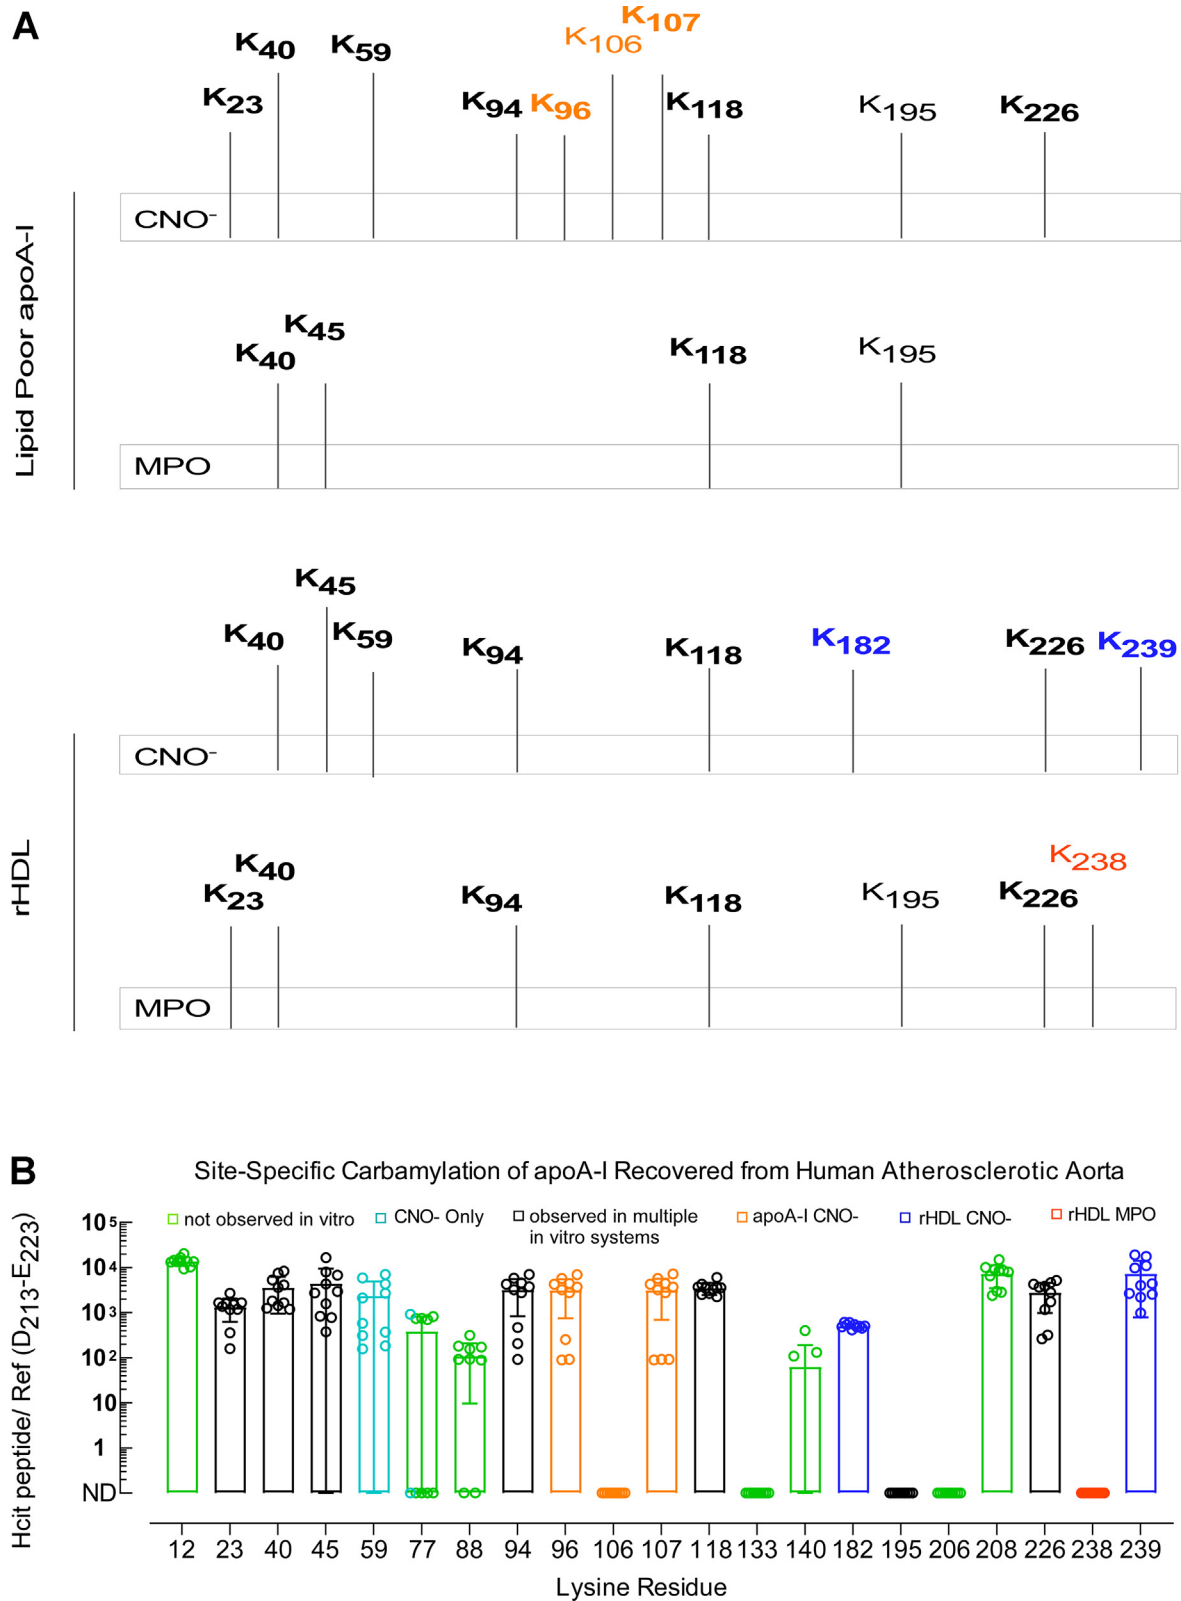 A
K107
K106
K40 K59
K23 K94 K96 K118 K195 K226
CNO-
Lipid Poor apoA-I
K45
K40 K118 K195
MPO
K45
K40 K59 K94 K118 K182 K226 K239
CNO-
rHDL
K238
K40
K23 K94 K118 K195 K226
MPO
B
Site-Specific Carbamylation of apoA-I Recovered from Human Atherosclerotic Aorta
not observed in vitro
CNO- Only
observed in multiple
in vitro systems
apoA-I CNO-
rHDL CNO-
rHDL MPO
Hcit peptide/ Ref (D213-E223)
10^5
10^4
10^3
10^2
10
1
ND
12 23 40 45 59 77 88 94 96 106 107 118 133 140 182 195 206 208 226 238 239
Lysine Residue